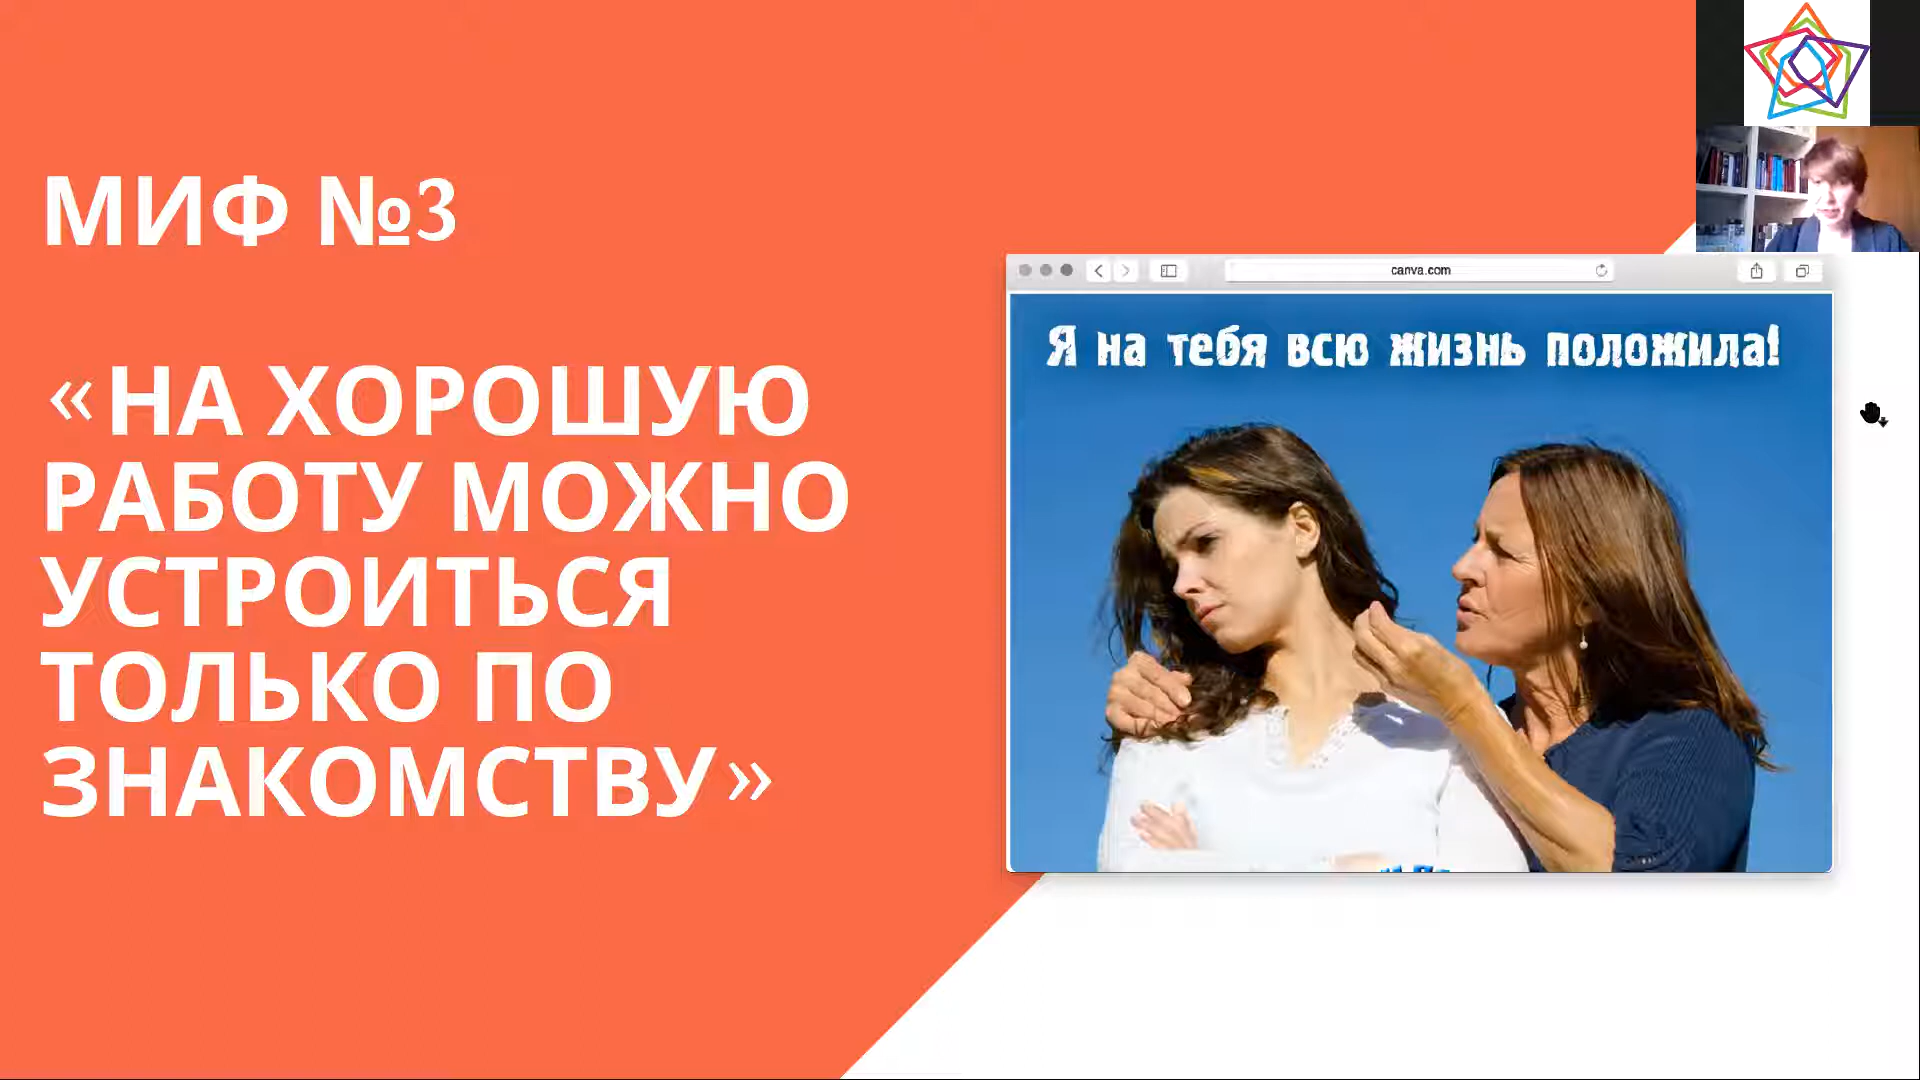 МИФ №3
«НА ХОРОШУЮ
РАБОТУ МОЖНО
УСТРОИТЬСЯ
ТОЛЬКО ПО
ЗНАКОМСТВУ»
canva.com
Я на тебя всю жизнь положила!